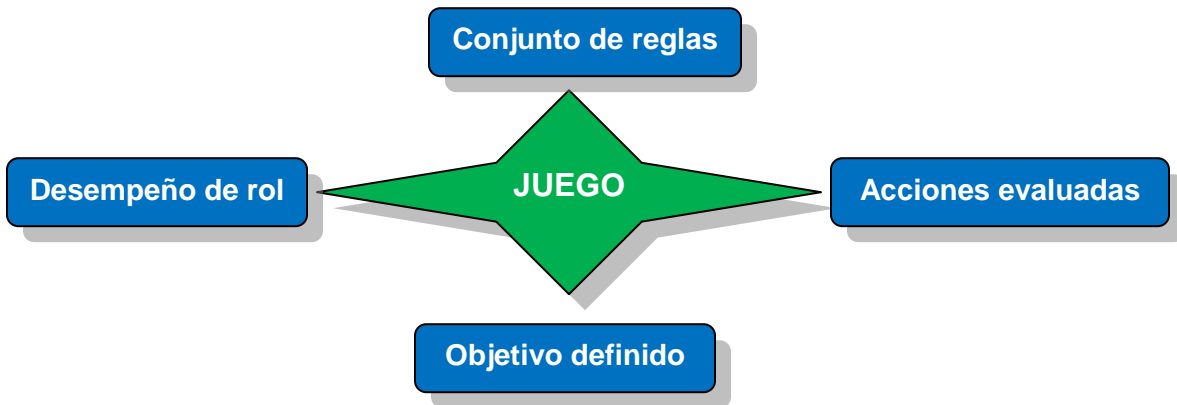 Conjunto de reglas
Desempeño de rol
JUEGO
Acciones evaluadas
Objetivo definido